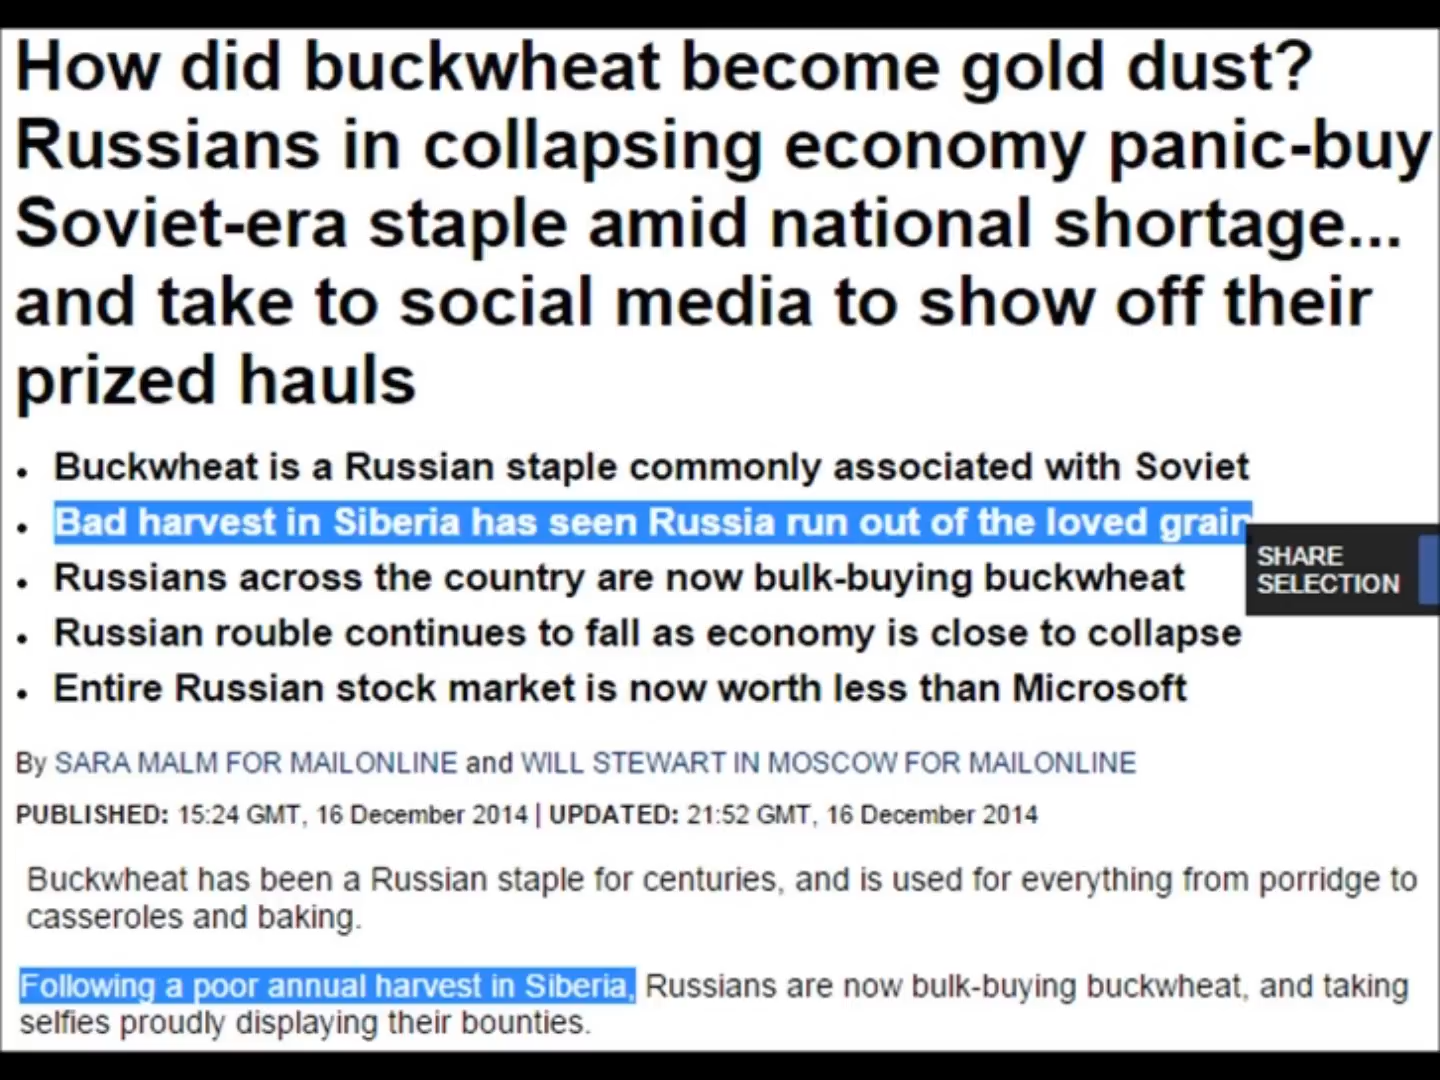 How did buckwheat become gold dust?
Russians in collapsing economy panic-buy
Soviet-era staple amid national shortage...
and take to social media to show off their
prized hauls
• Buckwheat is a Russian staple commonly associated with Soviet
• Bad harvest in Siberia has seen Russia run out of the loved grain
SHARE
SELECTION
• Russians across the country are now bulk-buying buckwheat
• Russian rouble continues to fall as economy is close to collapse
• Entire Russian stock market is now worth less than Microsoft
By SARA MALM FOR MAILONLINE and WILL STEWART IN MOSCOW FOR MAILONLINE
PUBLISHED: 15:24 GMT, 16 December 2014 | UPDATED: 21:52 GMT, 16 December 2014
Buckwheat has been a Russian staple for centuries, and is used for everything from porridge to
casseroles and baking.
Following a poor annual harvest in Siberia, Russians are now bulk-buying buckwheat, and taking
selfies proudly displaying their bounties.